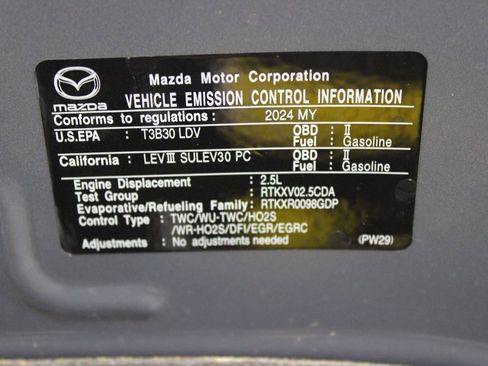 Mazda Motor Corporation
mazda
VEHICLE EMISSION CONTROL INFORMATION
Conforms to regulations: 2024 MY
U.S.EPA : T3B30 LDV OBD : II
Fuel : Gasoline
California : LEVⅢ SULEV30 PC OBD : II
Fuel : Gasoline
Engine Displacement : 2.5L
Test Group : RTKXV02.5CDA
Evaporative/Refueling Family: RTKXR0098GDP
Control Type : TWC/WU-TWC/HO2S
/WR-HO2S/DFI/EGR/EGRC
Adjustments : No adjustments needed (PW29)